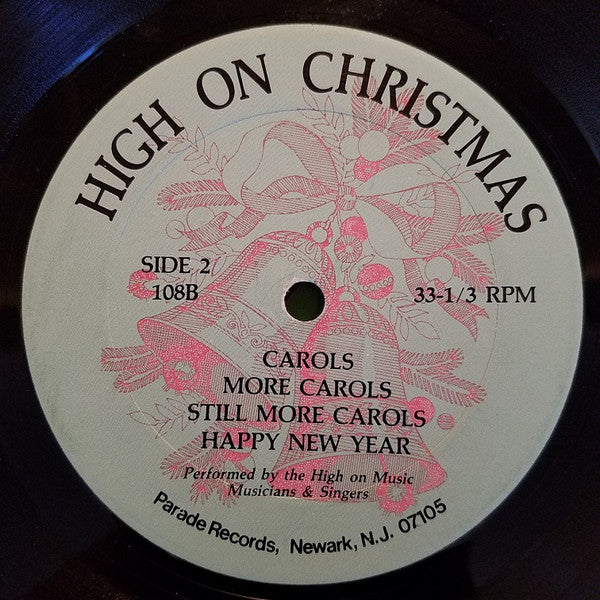 HIGH ON CHRISTMAS
SIDE 2
108B
33-1/3 RPM
CAROLS
MORE CAROLS
STILL MORE CAROLS
HAPPY NEW YEAR
Performed by the High on Music
Musicians & Singers
Parade Records, Newark, N.J. 07105